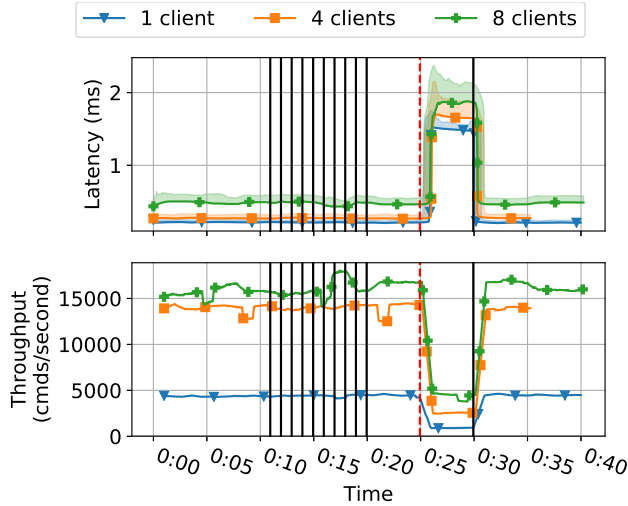 1 client 4 clients 8 clients
Latency (ms)
2
1
Throughput
(cmds/second)
15000
10000
5000
0
0:00 0:05 0:10 0:15 0:20 0:25 0:30 0:35 0:40
Time